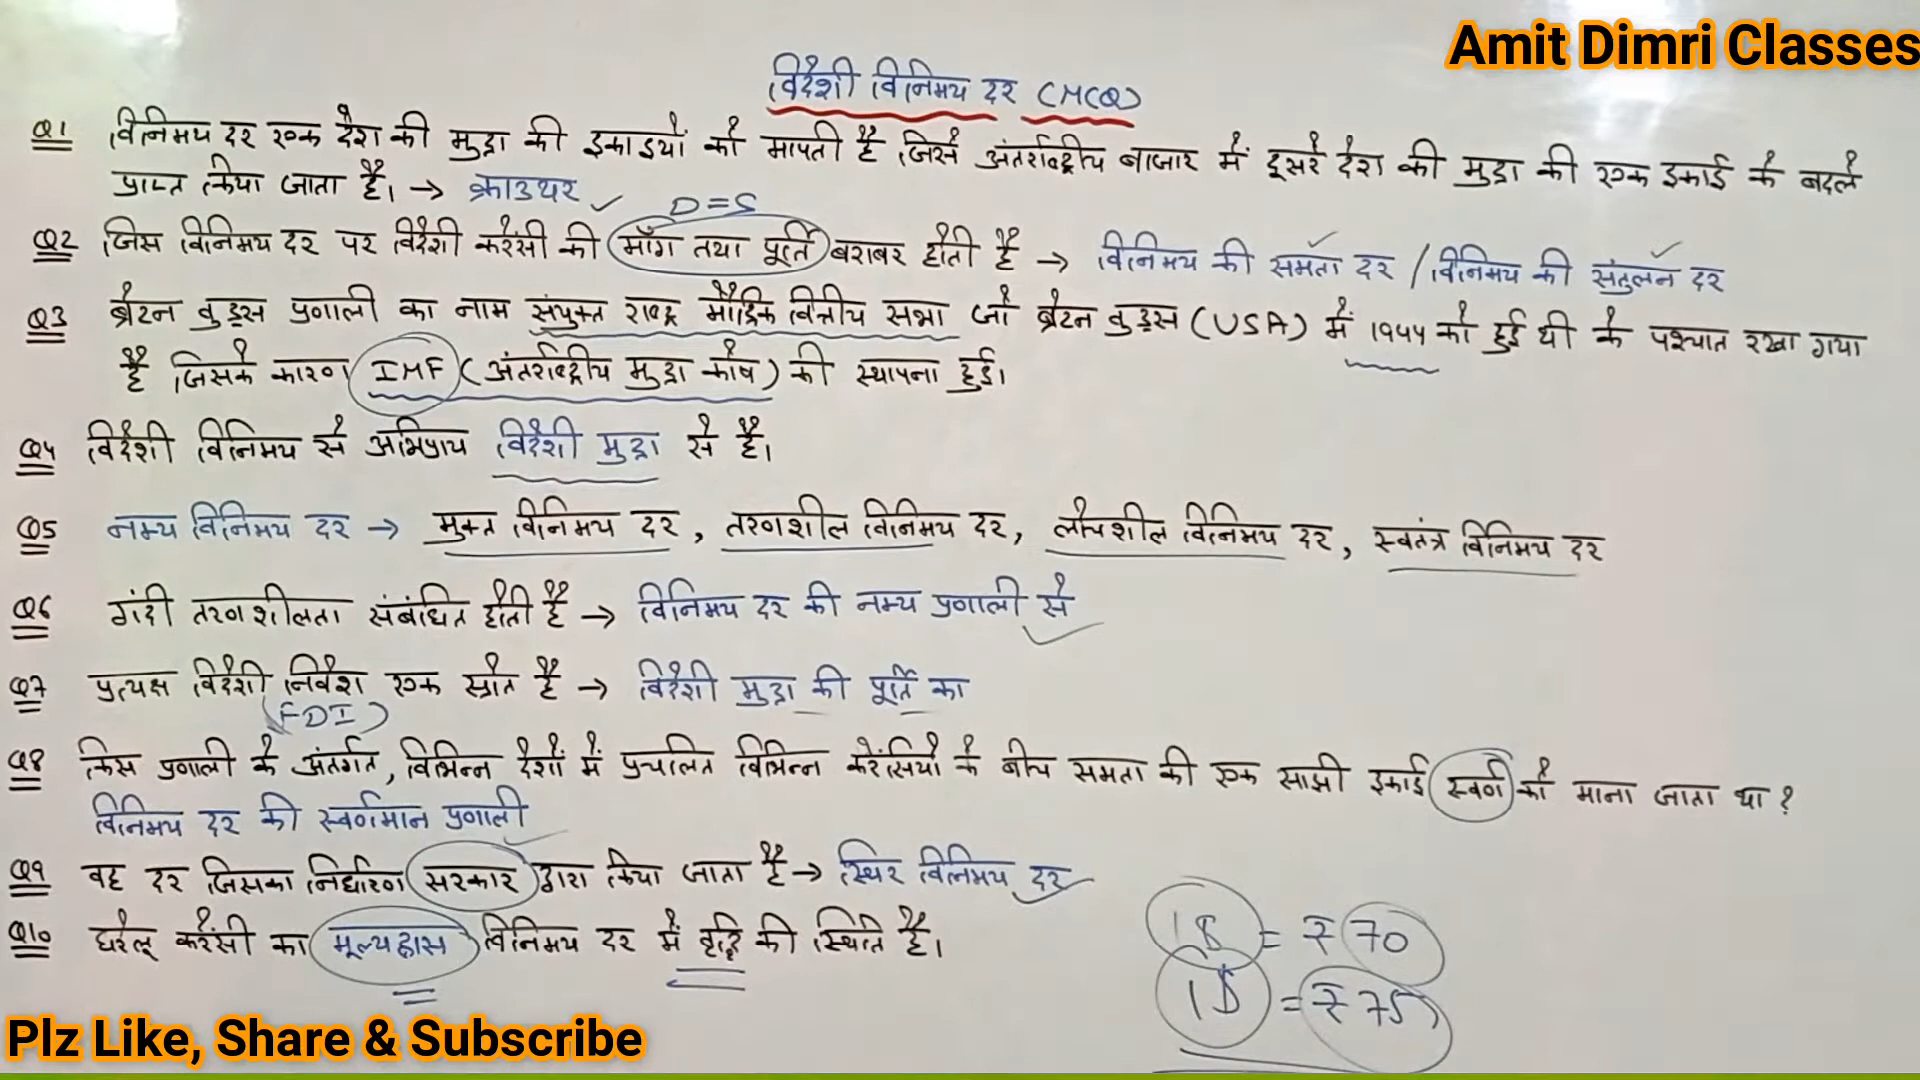 Amit Dimri Classes
विदेशी विनिमय दर (MCQ)
Q1 विनिमय दर एक देश की मुद्रा की इकाइयों को मापती है जिसे अंतर्राष्ट्रीय बाजार में दूसरे देश की मुद्रा की एक इकाई के बदले
प्राप्त किया जाता है। → क्राउथर ✓
D=S
Q2 जिस विनिमय दर पर विदेशी करेंसी की माँग तथा पूर्ति बराबर होती है → विनिमय की समता दर / विनिमय की संतुलन दर
Q3 ब्रेटन वुड्स प्रणाली का नाम संयुक्त राष्ट्र मौद्रिक वित्तीय सभा जो ब्रेटन वुड्स (USA) में १९४४ को हुई थी के पश्चात रखा गया
है जिसके कारण IMF (अंतर्राष्ट्रीय मुद्रा कोष) की स्थापना हुई।
Q4 विदेशी विनिमय से अभिप्राय विदेशी मुद्रा से है।
Q5 नम्य विनिमय दर → मुक्त विनिमय दर, तरणशील विनिमय दर, लोचशील विनिमय दर, स्वतंत्र विनिमय दर
Q6 गंदी तरणशीलता संबंधित होती है → विनिमय दर की नम्य प्रणाली से
Q7 प्रत्यक्ष विदेशी निवेश एक स्रोत है → विदेशी मुद्रा की पूर्ति का
(FDI)
Q8 किस प्रणाली के अंतर्गत, विभिन्न देशों में प्रचलित विभिन्न करेंसियों के बीच समता की एक साझी इकाई स्वर्ण को माना जाता था?
विनिमय दर की स्वर्णमान प्रणाली
Q9 वह दर जिसका निर्धारण सरकार द्वारा किया जाता है → स्थिर विनिमय दर
Q10 घरेलू करेंसी का मूल्यह्रास विनिमय दर में वृद्धि की स्थिति है।
1$ = ₹70
1$ = ₹75
Plz Like, Share & Subscribe